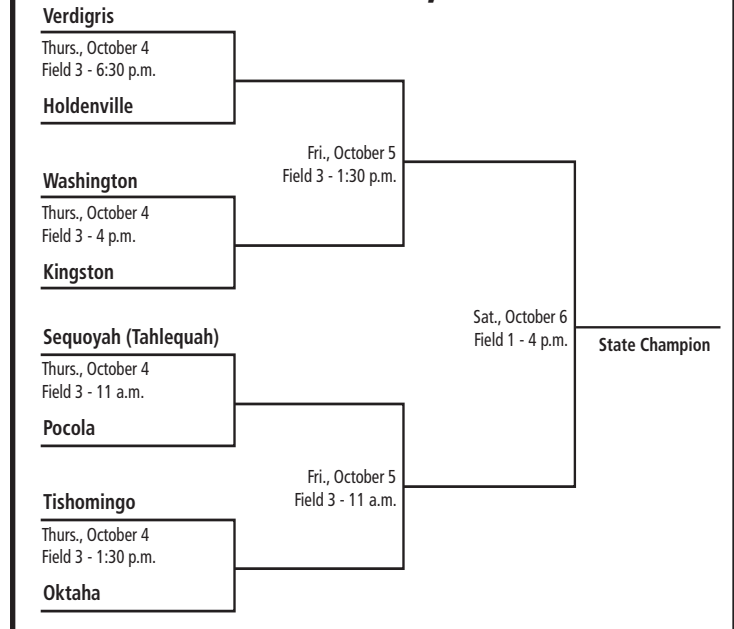 Verdigris
Thurs., October 4
Field 3 - 6:30 p.m.
Holdenville
Fri., October 5
Field 3 - 1:30 p.m.
Washington
Thurs., October 4
Field 3 - 4 p.m.
Kingston
Sat., October 6
Field 1 - 4 p.m.
State Champion
Sequoyah (Tahlequah)
Thurs., October 4
Field 3 - 11 a.m.
Pocola
Fri., October 5
Field 3 - 11 a.m.
Tishomingo
Thurs., October 4
Field 3 - 1:30 p.m.
Oktaha